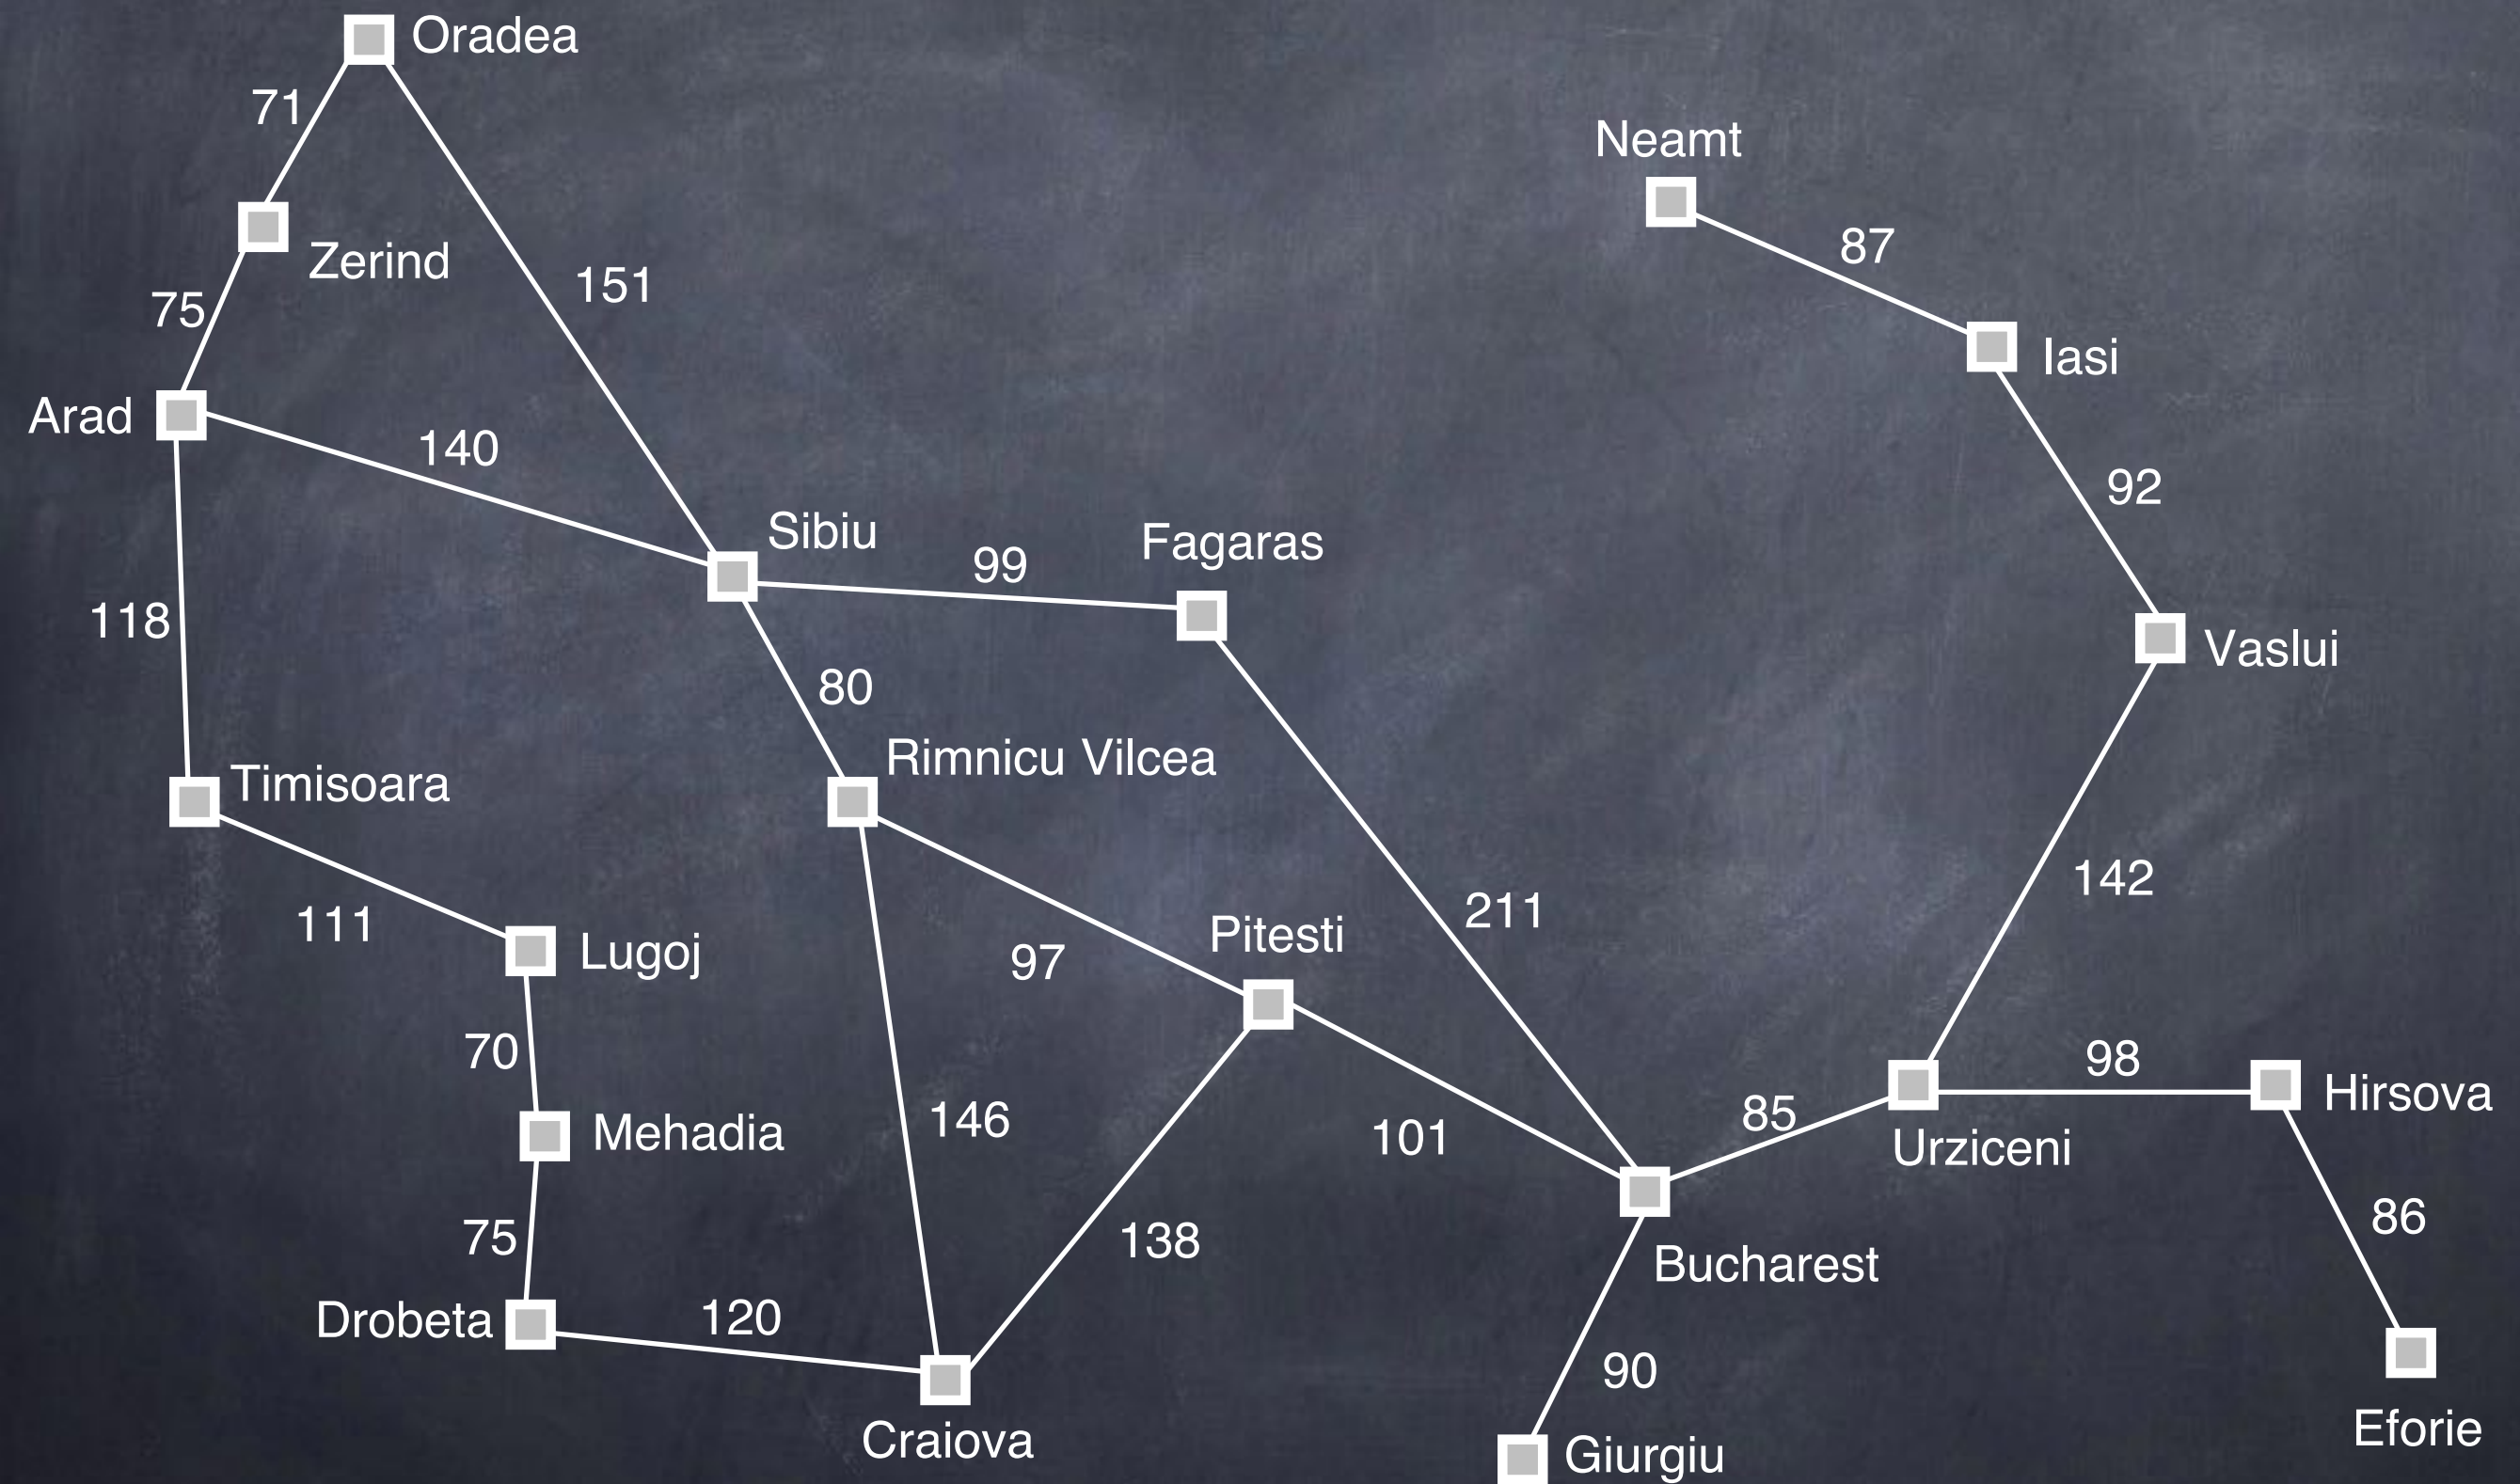 Oradea
71
Neamt
Zerind
87
151
75
Iasi
Arad
140
92
Sibiu
Fagaras
99
118
Vaslui
80
Rimnicu Vilcea
Timisoara
142
211
111
Pitesti
Lugoj
97
70
98
Hirsova
Mehadia
146
85
101
Urziceni
75
138
86
Bucharest
Drobeta
120
90
Craiova
Eforie
Giurgiu